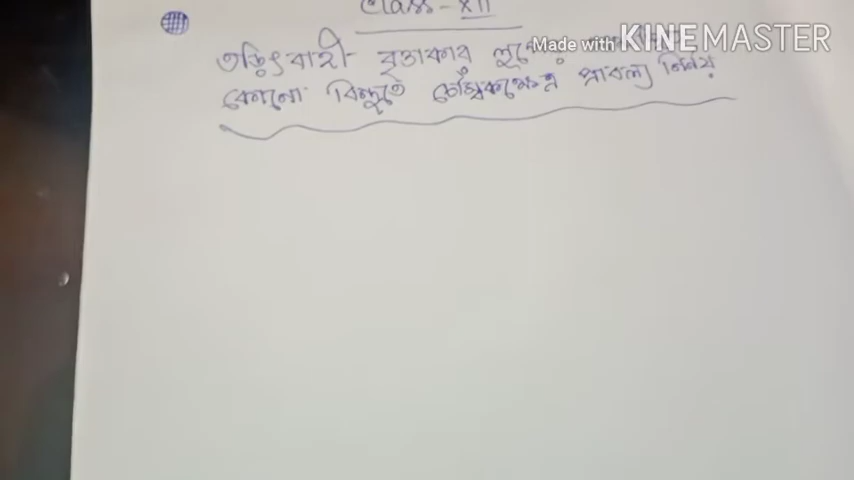 Class - XII
তড়িৎবাহী বৃত্তাকার লুপের
কোনো বিন্দুতে চৌম্বকক্ষেত্র প্রাবল্য নির্ণয়
Made with KINEMASTER